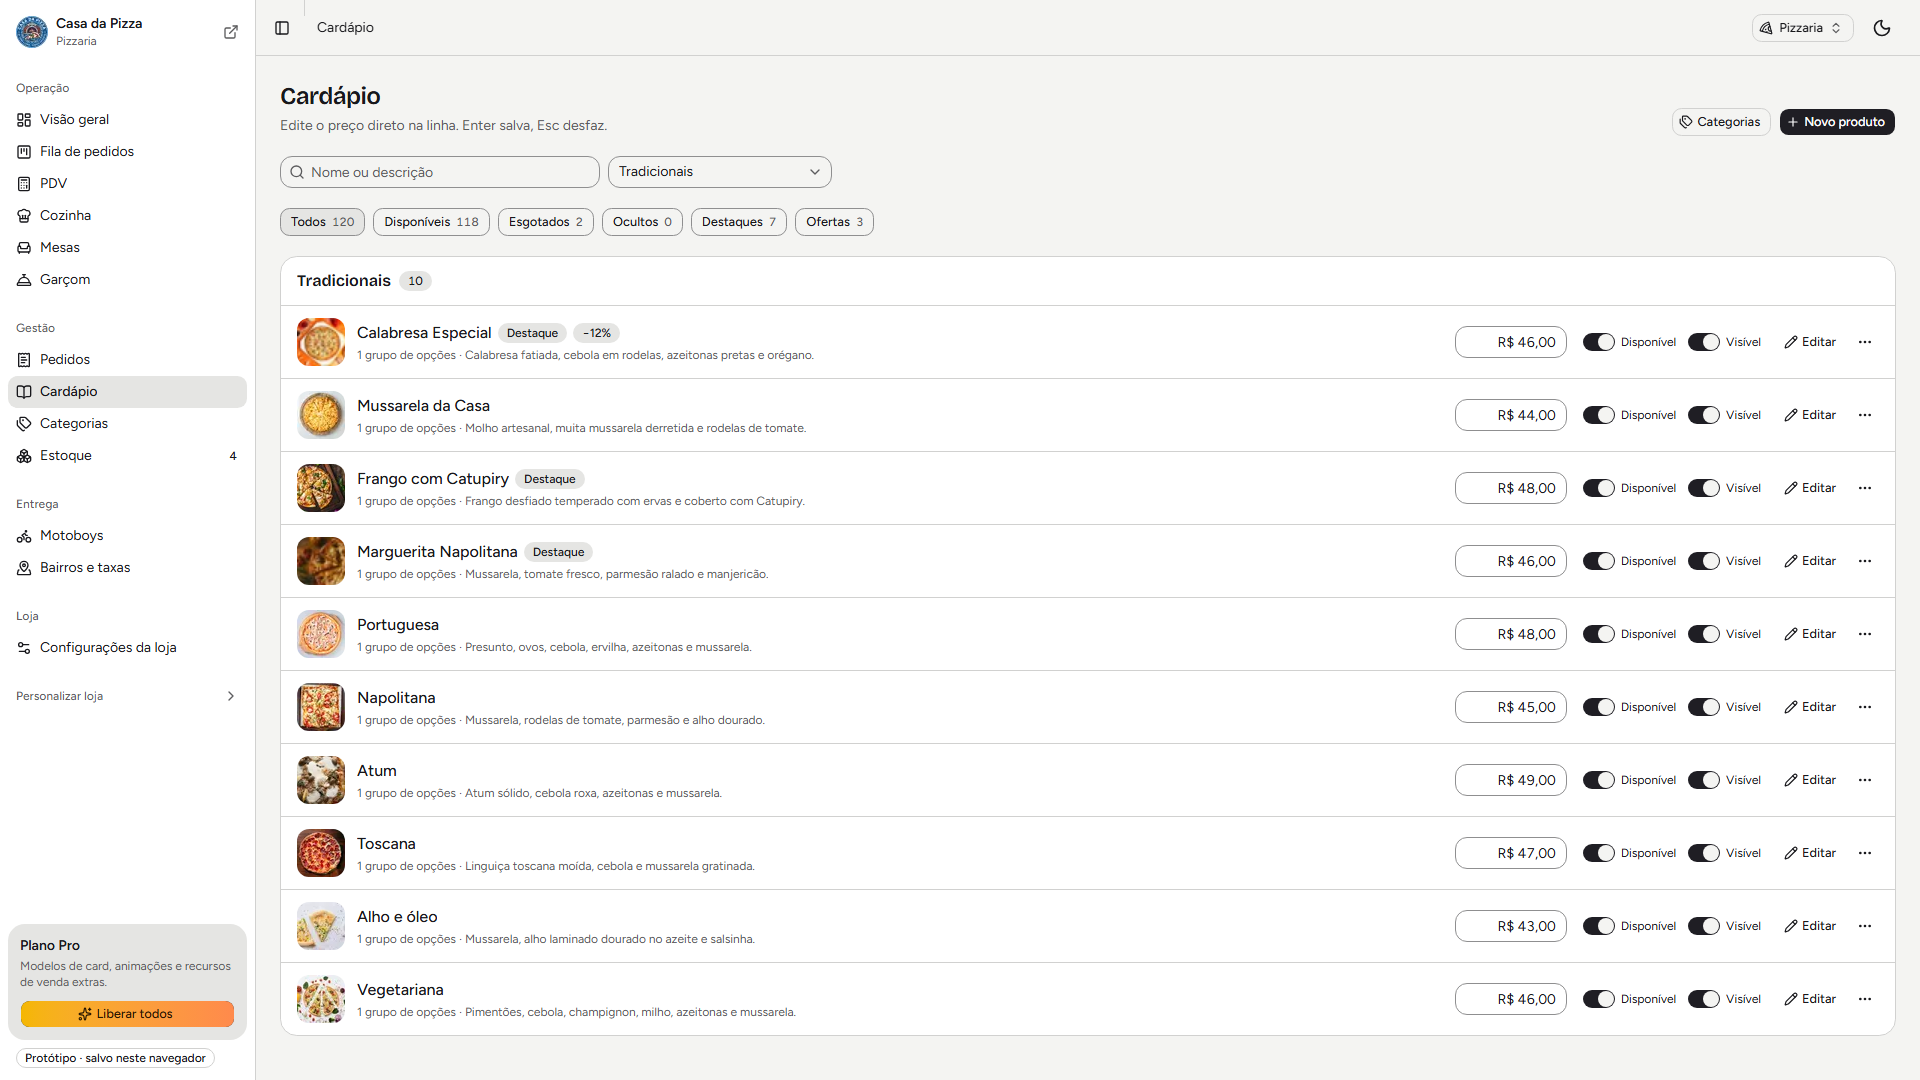 Casa da Pizza
Pizzaria
Operação
Visão geral
Fila de pedidos
PDV
Cozinha
Mesas
Garçom
Gestão
Pedidos
Cardápio
Categorias
Estoque 4
Entrega
Motoboys
Bairros e taxas
Loja
Configurações da loja
Personalizar loja
Plano Pro
Modelos de card, animações e recursos
de venda extras.
Liberar todos
Protótipo · salvo neste navegador
Cardápio
Pizzaria
Cardápio
Edite o preço direto na linha. Enter salva, Esc desfaz.
Categorias
Novo produto
Nome ou descrição
Tradicionais
Todos 120 Disponíveis 118 Esgotados 2 Ocultos 0 Destaques 7 Ofertas 3
Tradicionais 10
Calabresa Especial Destaque -12%
1 grupo de opções · Calabresa fatiada, cebola em rodelas, azeitonas pretas e orégano.
R$ 46,00 Disponível Visível Editar
Mussarela da Casa
1 grupo de opções · Molho artesanal, muita mussarela derretida e rodelas de tomate.
R$ 44,00 Disponível Visível Editar
Frango com Catupiry Destaque
1 grupo de opções · Frango desfiado temperado com ervas e coberto com Catupiry.
R$ 48,00 Disponível Visível Editar
Marguerita Napolitana Destaque
1 grupo de opções · Mussarela, tomate fresco, parmesão ralado e manjericão.
R$ 46,00 Disponível Visível Editar
Portuguesa
1 grupo de opções · Presunto, ovos, cebola, ervilha, azeitonas e mussarela.
R$ 48,00 Disponível Visível Editar
Napolitana
1 grupo de opções · Mussarela, rodelas de tomate, parmesão e alho dourado.
R$ 45,00 Disponível Visível Editar
Atum
1 grupo de opções · Atum sólido, cebola roxa, azeitonas e mussarela.
R$ 49,00 Disponível Visível Editar
Toscana
1 grupo de opções · Linguiça toscana moída, cebola e mussarela gratinada.
R$ 47,00 Disponível Visível Editar
Alho e óleo
1 grupo de opções · Mussarela, alho laminado dourado no azeite e salsinha.
R$ 43,00 Disponível Visível Editar
Vegetariana
1 grupo de opções · Pimentões, cebola, champignon, milho, azeitonas e mussarela.
R$ 46,00 Disponível Visível Editar